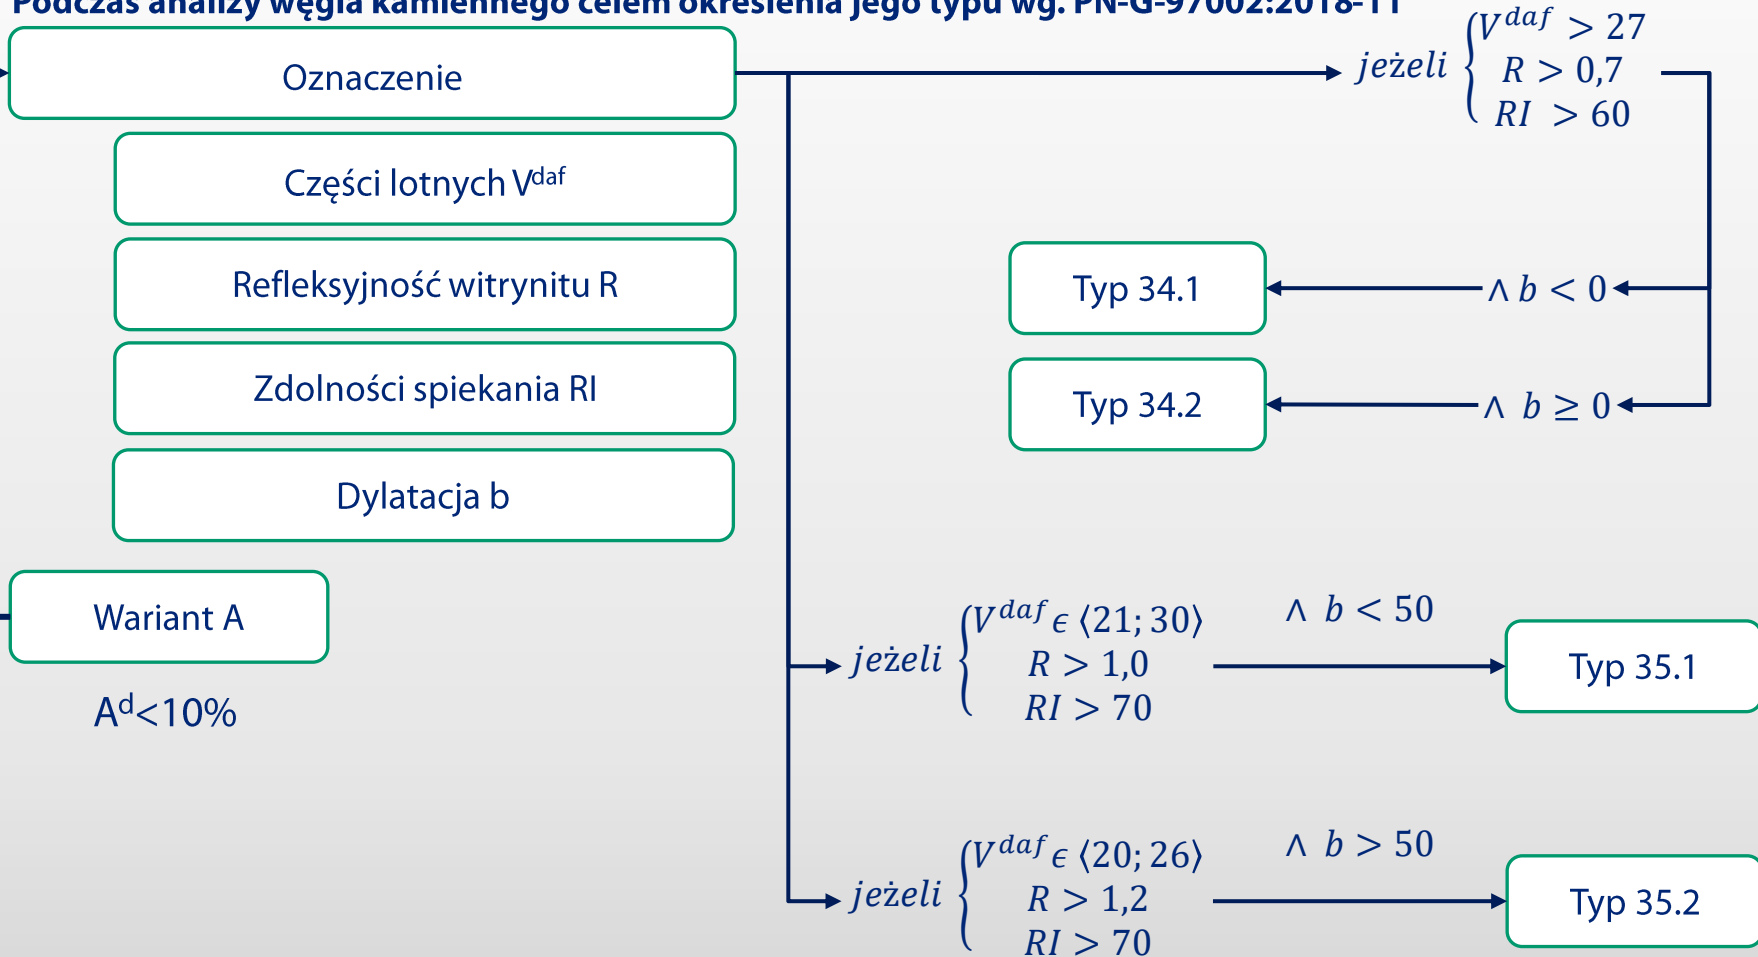 Podczas analizy węgla kamiennego celem określenia jego typu wg. PN-G-97002:2018-11
Oznaczenie
Części lotnych V^daf
Refleksyjność witrynitu R
Zdolności spiekania RI
Dylatacja b
Wariant A
A^d<10%
jeżeli { V^daf > 27
R > 0,7
RI > 60
Typ 34.1
∧ b < 0
Typ 34.2
∧ b ≥ 0
jeżeli { V^daf ϵ ⟨21; 30⟩
R > 1,0
RI > 70
∧ b < 50
Typ 35.1
jeżeli { V^daf ϵ ⟨20; 26⟩
R > 1,2
RI > 70
∧ b > 50
Typ 35.2